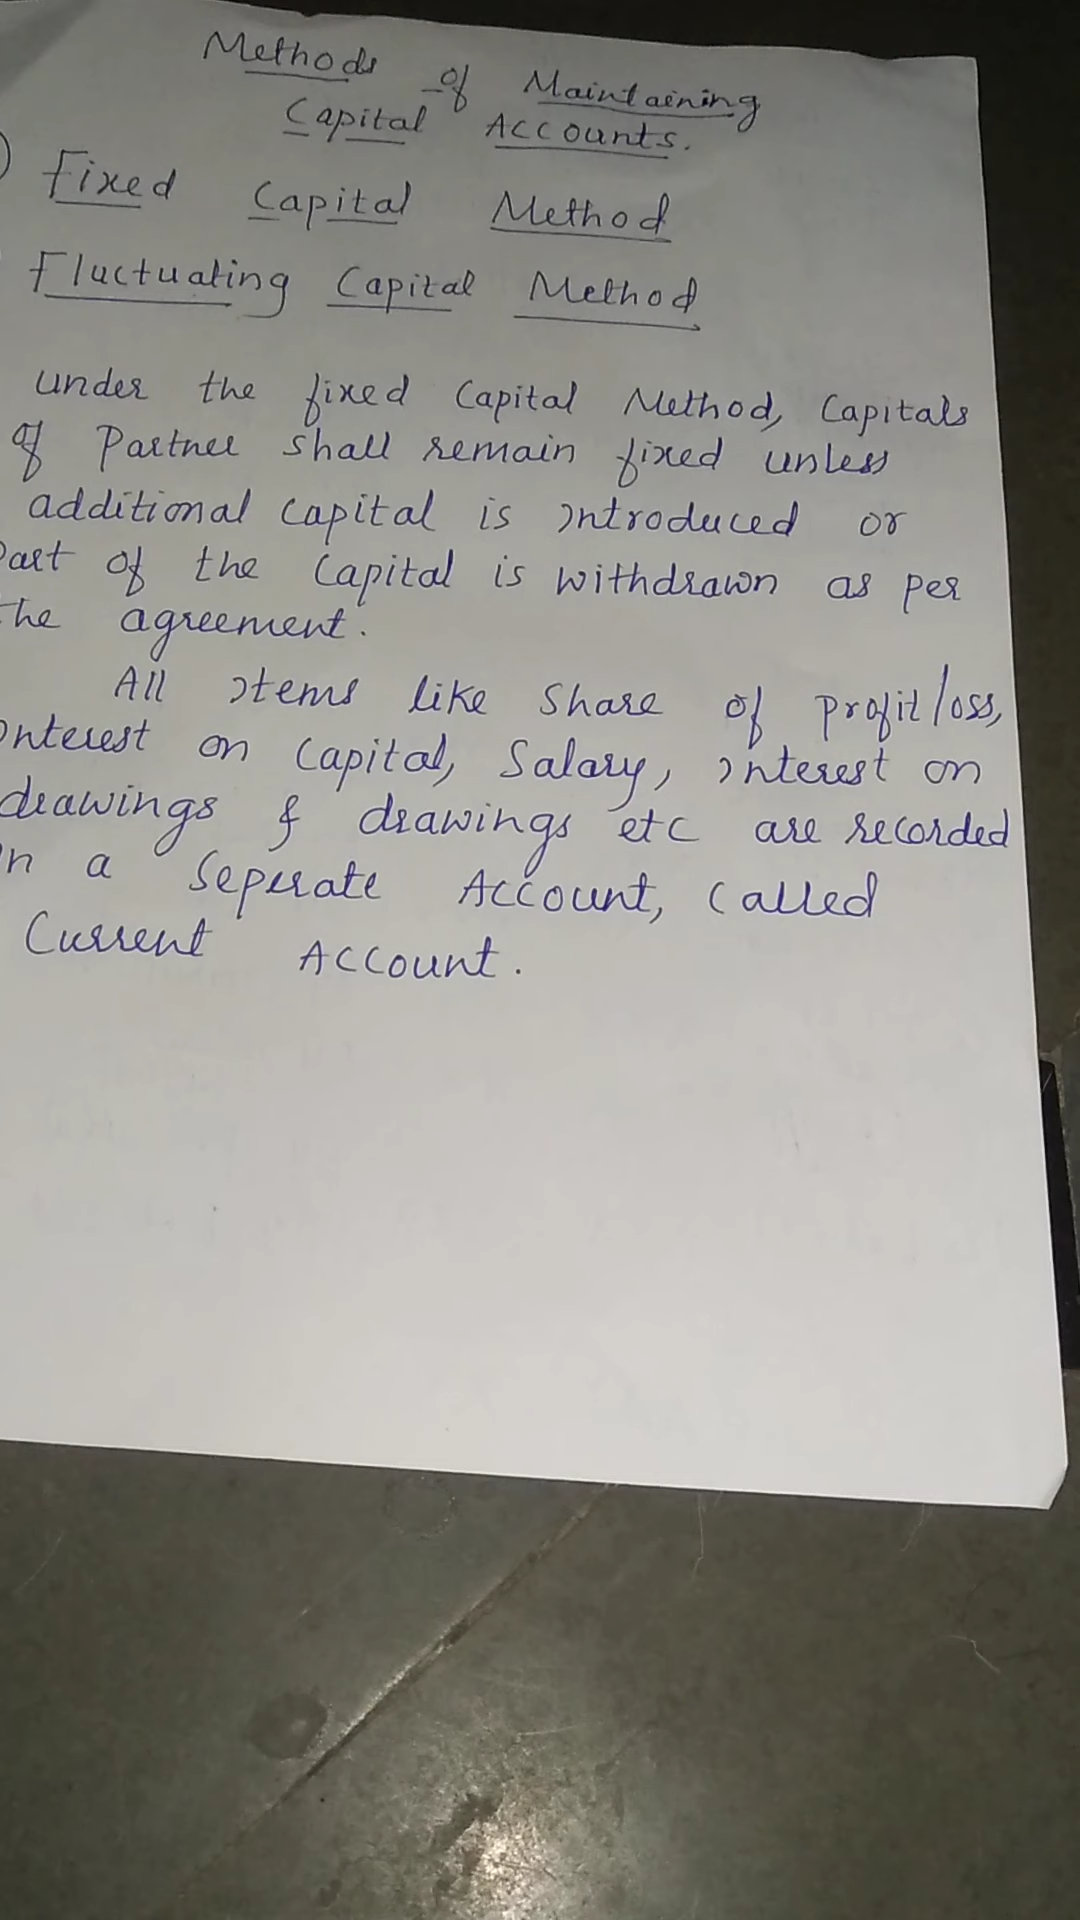 Methods of Maintaining
Capital Accounts.
) Fixed Capital Method
Fluctuating Capital Method
under the fixed Capital Method, Capitals
of Partner shall remain fixed unless
additional capital is introduced or
Part of the Capital is withdrawn as per
the agreement.
All items like Share of profit/loss,
interest on Capital, Salary, interest on
drawings & drawings etc are recorded
in a Seperate Account, Called
Current Account.